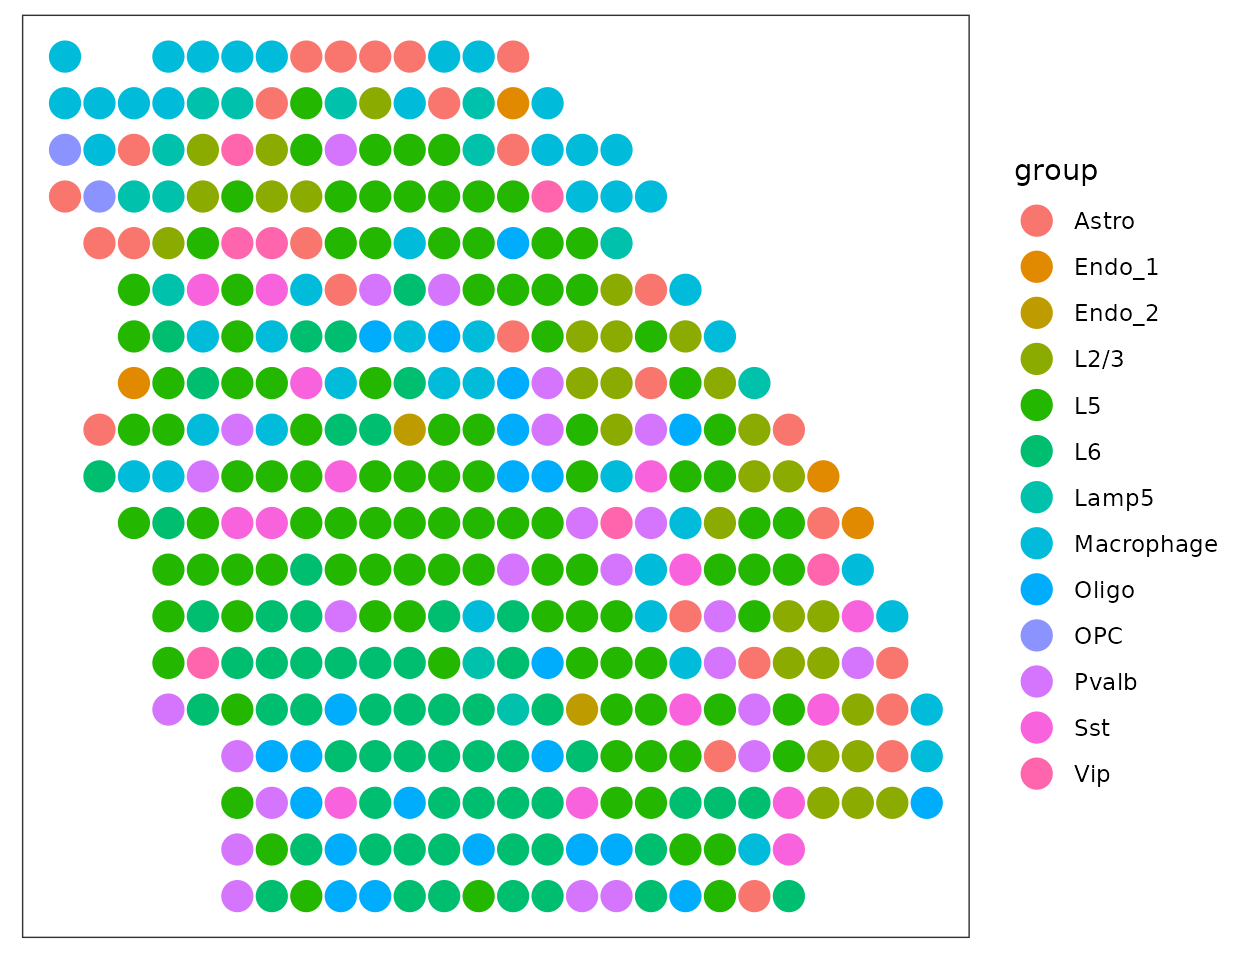 group
Astro
Endo_1
Endo_2
L2/3
L5
L6
Lamp5
Macrophage
Oligo
OPC
Pvalb
Sst
Vip